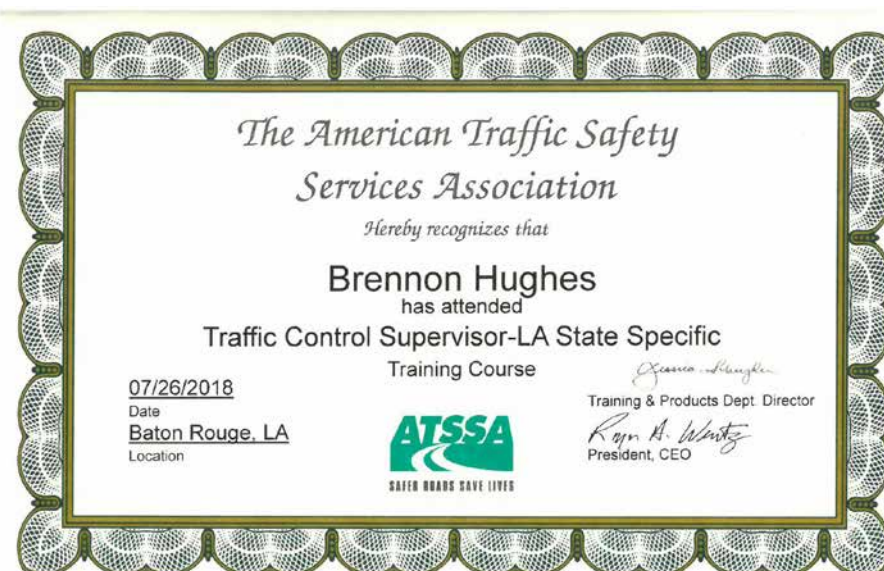 The American Traffic Safety
Services Association
Hereby recognizes that
Brennon Hughes
has attended
Traffic Control Supervisor-LA State Specific
Training Course
07/26/2018
Date
Baton Rouge, LA
Location
ATSSA
SAFER ROADS SAVE LIVES
Training & Products Dept. Director
President, CEO